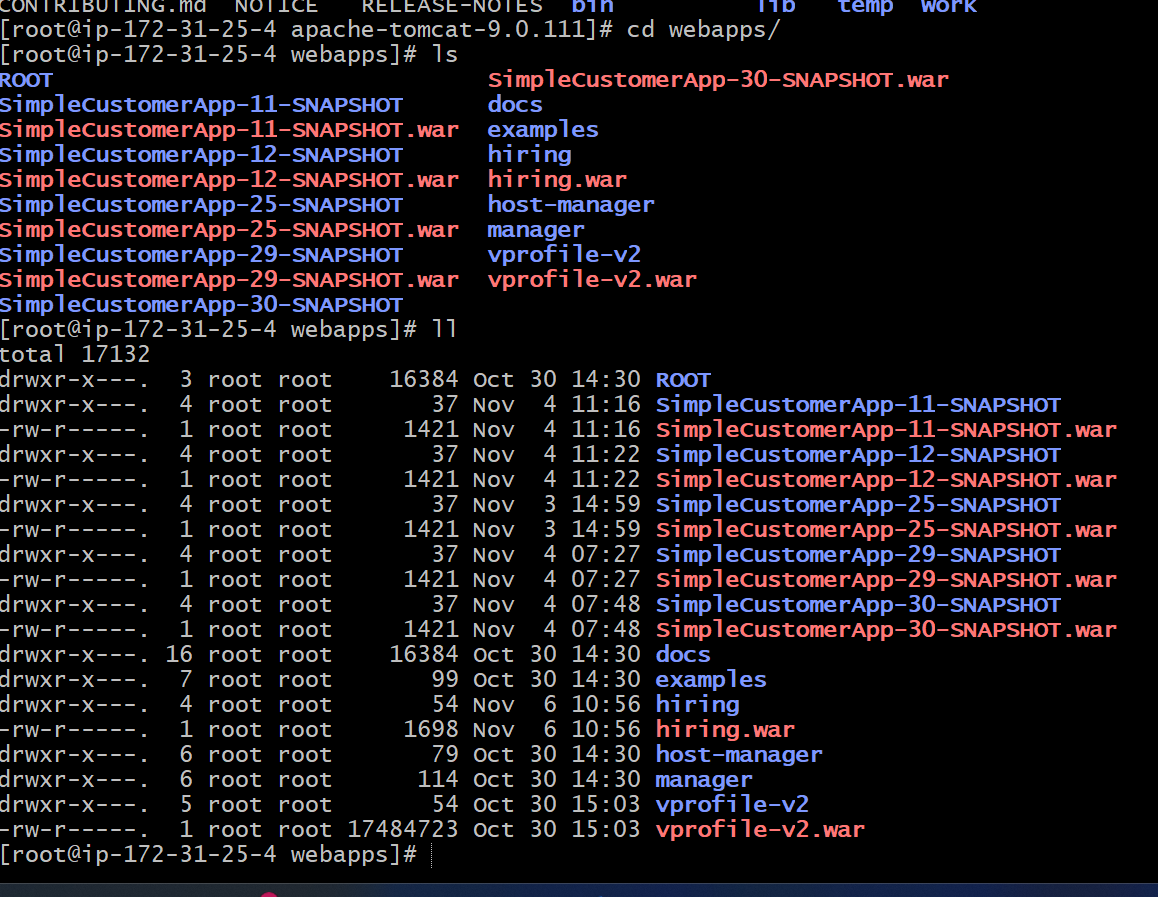 CONTRIBUTING.md  NOTICE   RELEASE-NOTES  bin          lib   temp  work
[root@ip-172-31-25-4 apache-tomcat-9.0.111]# cd webapps/
[root@ip-172-31-25-4 webapps]# ls
ROOT                               SimpleCustomerApp-30-SNAPSHOT.war
SimpleCustomerApp-11-SNAPSHOT      docs
SimpleCustomerApp-11-SNAPSHOT.war  examples
SimpleCustomerApp-12-SNAPSHOT      hiring
SimpleCustomerApp-12-SNAPSHOT.war  hiring.war
SimpleCustomerApp-25-SNAPSHOT      host-manager
SimpleCustomerApp-25-SNAPSHOT.war  manager
SimpleCustomerApp-29-SNAPSHOT      vprofile-v2
SimpleCustomerApp-29-SNAPSHOT.war  vprofile-v2.war
SimpleCustomerApp-30-SNAPSHOT
[root@ip-172-31-25-4 webapps]# ll
total 17132
drwxr-x---.  3 root root    16384 Oct 30 14:30 ROOT
drwxr-x---.  4 root root       37 Nov  4 11:16 SimpleCustomerApp-11-SNAPSHOT
-rw-r-----.  1 root root     1421 Nov  4 11:16 SimpleCustomerApp-11-SNAPSHOT.war
drwxr-x---.  4 root root       37 Nov  4 11:22 SimpleCustomerApp-12-SNAPSHOT
-rw-r-----.  1 root root     1421 Nov  4 11:22 SimpleCustomerApp-12-SNAPSHOT.war
drwxr-x---.  4 root root       37 Nov  3 14:59 SimpleCustomerApp-25-SNAPSHOT
-rw-r-----.  1 root root     1421 Nov  3 14:59 SimpleCustomerApp-25-SNAPSHOT.war
drwxr-x---.  4 root root       37 Nov  4 07:27 SimpleCustomerApp-29-SNAPSHOT
-rw-r-----.  1 root root     1421 Nov  4 07:27 SimpleCustomerApp-29-SNAPSHOT.war
drwxr-x---.  4 root root       37 Nov  4 07:48 SimpleCustomerApp-30-SNAPSHOT
-rw-r-----.  1 root root     1421 Nov  4 07:48 SimpleCustomerApp-30-SNAPSHOT.war
drwxr-x---. 16 root root    16384 Oct 30 14:30 docs
drwxr-x---.  7 root root       99 Oct 30 14:30 examples
drwxr-x---.  4 root root       54 Nov  6 10:56 hiring
-rw-r-----.  1 root root     1698 Nov  6 10:56 hiring.war
drwxr-x---.  6 root root       79 Oct 30 14:30 host-manager
drwxr-x---.  6 root root      114 Oct 30 14:30 manager
drwxr-x---.  5 root root       54 Oct 30 15:03 vprofile-v2
-rw-r-----.  1 root root 17484723 Oct 30 15:03 vprofile-v2.war
[root@ip-172-31-25-4 webapps]#